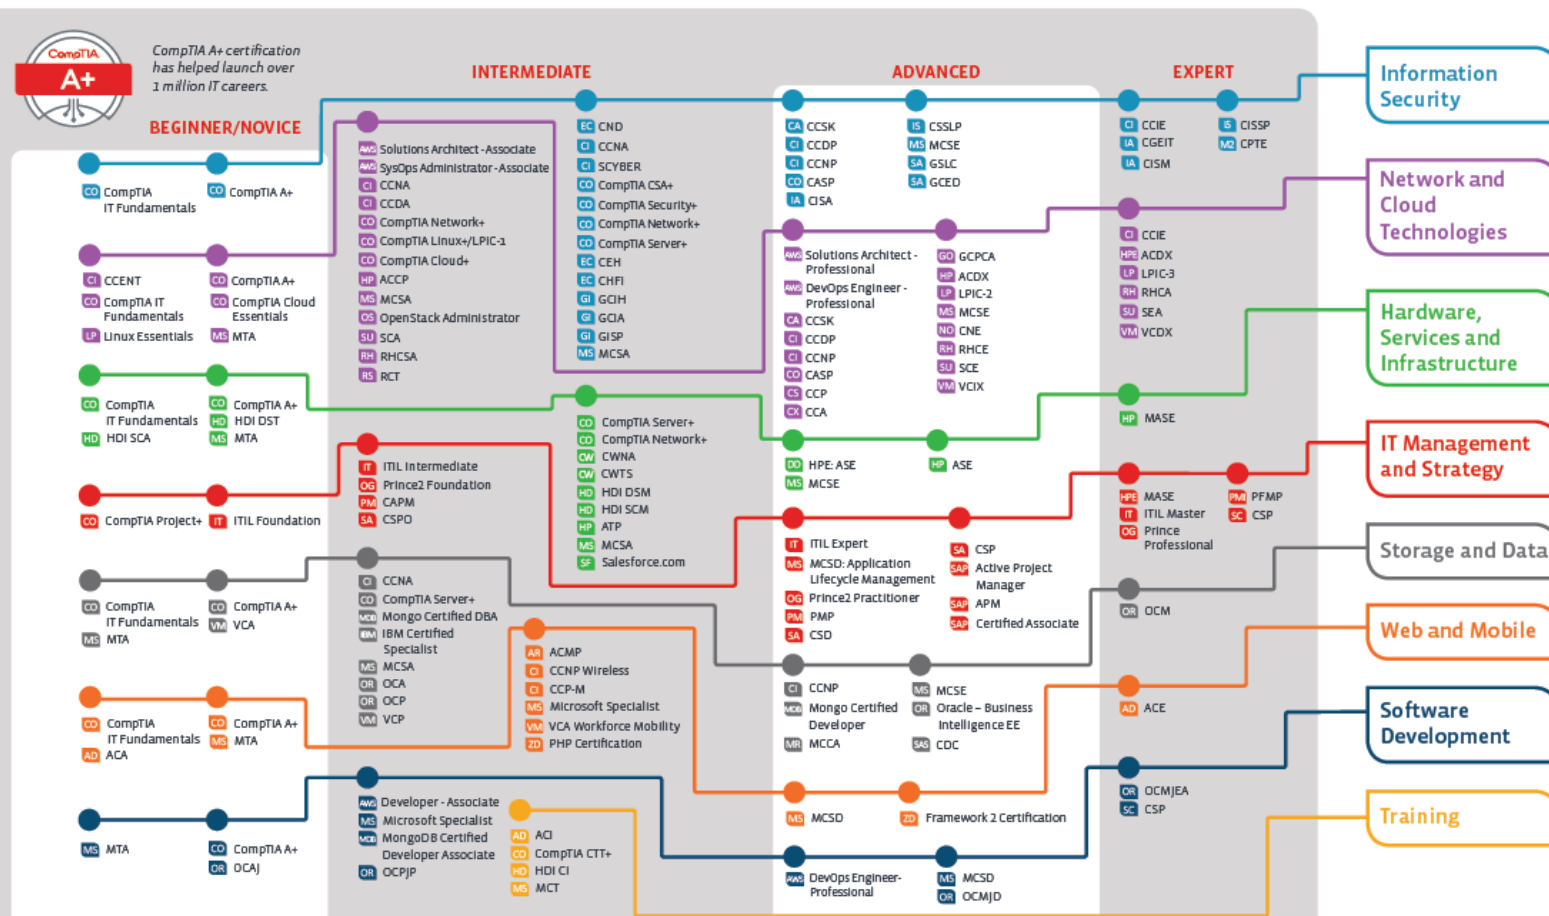 CompTIA
A+
CompTIA A+ certification
has helped launch over
1 million IT careers.
BEGINNER/NOVICE
INTERMEDIATE
ADVANCED
EXPERT
Information
Security
CO CompTIA
IT Fundamentals
CO CompTIA A+
EC CND
CI CCNA
CI SCYBER
CO CompTIA CSA+
CO CompTIA Security+
CO CompTIA Network+
CO CompTIA Server+
EC CEH
EC CHFI
GI GCIH
GI GCIA
GI GISP
MS MCSA
CA CCSK
CI CCDP
CI CCNP
CO CASP
IA CISA
IS CSSLP
MS MCSE
SA GSLC
SA GCED
CI CCIE
IA CGEIT
IA CISM
IS CISSP
M2 CPTE
Network and
Cloud
Technologies
CI CCENT
CO CompTIA IT
Fundamentals
LP Linux Essentials
CO CompTIA A+
CO CompTIA Cloud
Essentials
MS MTA
AWS Solutions Architect - Associate
AWS SysOps Administrator - Associate
CI CCNA
CI CCDA
CO CompTIA Network+
CO CompTIA Linux+/LPIC-1
CO CompTIA Cloud+
HP ACCP
MS MCSA
OS OpenStack Administrator
SU SCA
RH RHCSA
RS RCT
AWS Solutions Architect -
Professional
AWS DevOps Engineer -
Professional
CA CCSK
CI CCDP
CI CCNP
CO CASP
CS CCP
CX CCA
GO GCPCA
HP ACDX
LP LPIC-2
MS MCSE
NO CNE
RH RHCE
SU SCE
VM VCIX
CI CCIE
HPE ACDX
LP LPIC-3
RH RHCA
SU SEA
VM VCDX
Hardware,
Services and
Infrastructure
CO CompTIA
IT Fundamentals
HD HDI SCA
CO CompTIA A+
HD HDI DST
MS MTA
CO CompTIA Server+
CO CompTIA Network+
CW CWNA
CW CWTS
HD HDI DSM
HD HDI SCM
HP ATP
MS MCSA
SF Salesforce.com
DO HPE: ASE
MS MCSE
HP ASE
HP MASE
IT Management
and Strategy
CO CompTIA Project+
IT ITIL Foundation
IT ITIL Intermediate
OG Prince2 Foundation
PM CAPM
SA CSPO
IT ITIL Expert
MS MCSD: Application
Lifecycle Management
OG Prince2 Practitioner
PM PMP
SA CSD
SA CSP
SAP Active Project
Manager
SAP APM
SAP Certified Associate
HPE MASE
IT ITIL Master
OG Prince
Professional
PMI PFMP
SC CSP
Storage and Data
CO CompTIA
IT Fundamentals
MS MTA
CO CompTIA A+
VM VCA
CI CCNA
CO CompTIA Server+
MDB Mongo Certified DBA
IBM IBM Certified
Specialist
MS MCSA
OR OCA
OR OCP
VM VCP
CI CCNP
MDB Mongo Certified
Developer
MR MCCA
MS MCSE
OR Oracle – Business
Intelligence EE
SAS CDC
OR OCM
Web and Mobile
CO CompTIA
IT Fundamentals
AD ACA
CO CompTIA A+
MS MTA
AR ACMP
CI CCNP Wireless
CI CCP-M
MS Microsoft Specialist
VM VCA Workforce Mobility
ZD PHP Certification
MS MCSD
ZD Framework 2 Certification
AD ACE
Software
Development
MS MTA
CO CompTIA A+
OR OCAJ
AWS Developer - Associate
MS Microsoft Specialist
MDB MongoDB Certified
Developer Associate
OR OCPJP
AWS DevOps Engineer-
Professional
MS MCSD
OR OCMJD
OR OCMJEA
SC CSP
Training
AD ACI
CO CompTIA CTT+
HD HDI CI
MS MCT